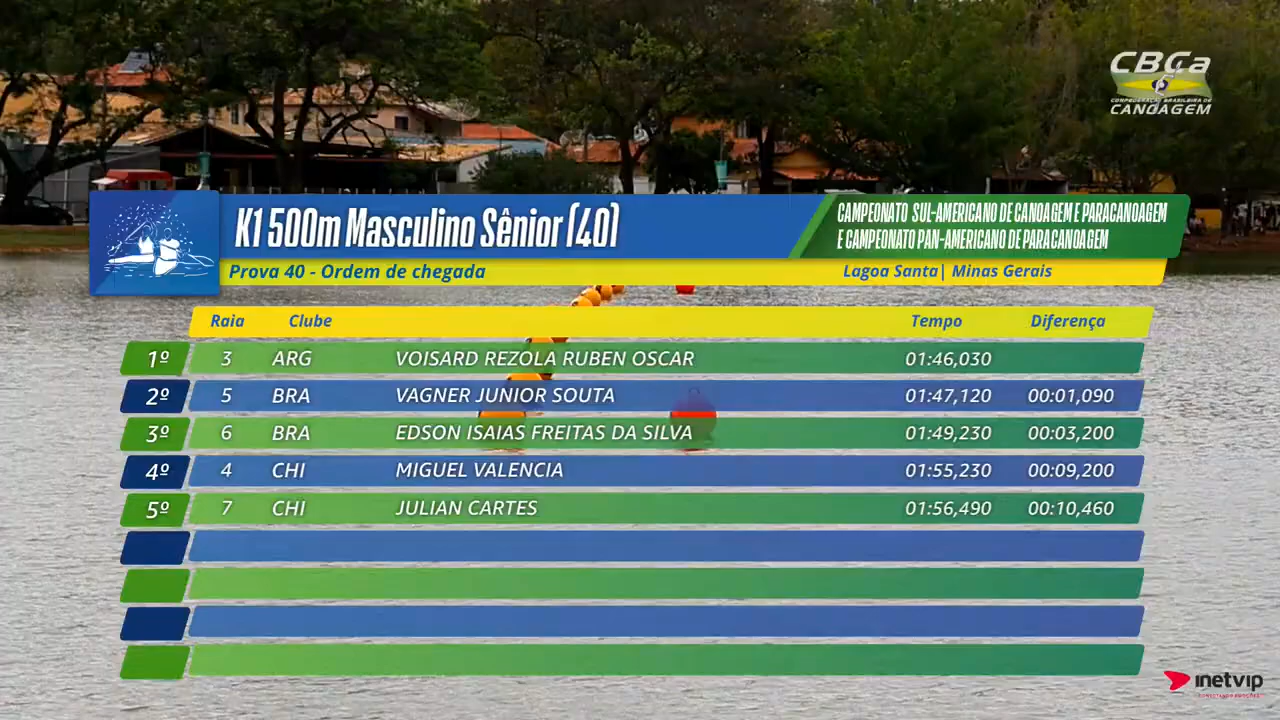 CBCa
CONFEDERAÇÃO BRASILEIRA DE
CANOAGEM
K1 500m Masculino Sênior (40)
CAMPEONATO SUL-AMERICANO DE CANOAGEM E PARACANOAGEM
E CAMPEONATO PAN-AMERICANO DE PARACANOAGEM
Prova 40 - Ordem de chegada
Lagoa Santa| Minas Gerais
Raia Clube Tempo Diferença
1º 3 ARG VOISARD REZOLA RUBEN OSCAR 01:46,030
2º 5 BRA VAGNER JUNIOR SOUTA 01:47,120 00:01,090
3º 6 BRA EDSON ISAIAS FREITAS DA SILVA 01:49,230 00:03,200
4º 4 CHI MIGUEL VALENCIA 01:55,230 00:09,200
5º 7 CHI JULIAN CARTES 01:56,490 00:10,460
inetvip